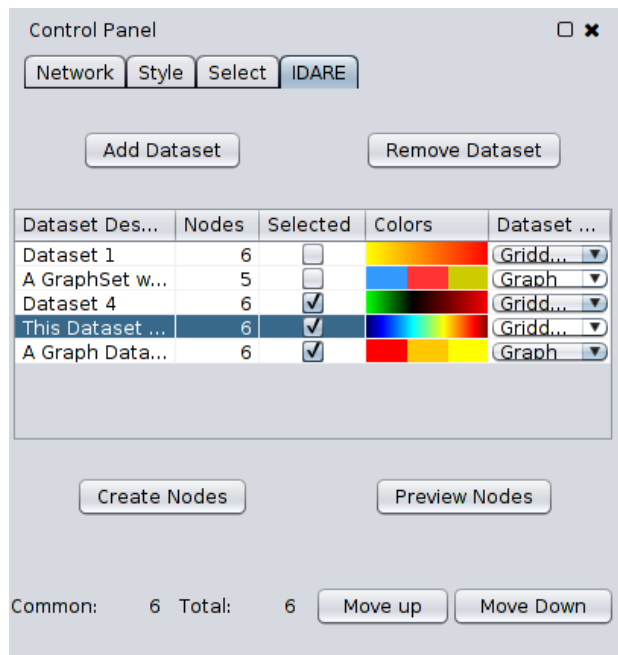 Control Panel
Network Style Select IDARE
Add Dataset Remove Dataset
Dataset Des... Nodes Selected Colors Dataset ...
Dataset 1 6 Gridd...
A GraphSet w... 5 Graph
Dataset 4 6 Gridd...
This Dataset ... 6 Gridd...
A Graph Data... 6 Graph
Create Nodes Preview Nodes
Common: 6 Total: 6 Move up Move Down